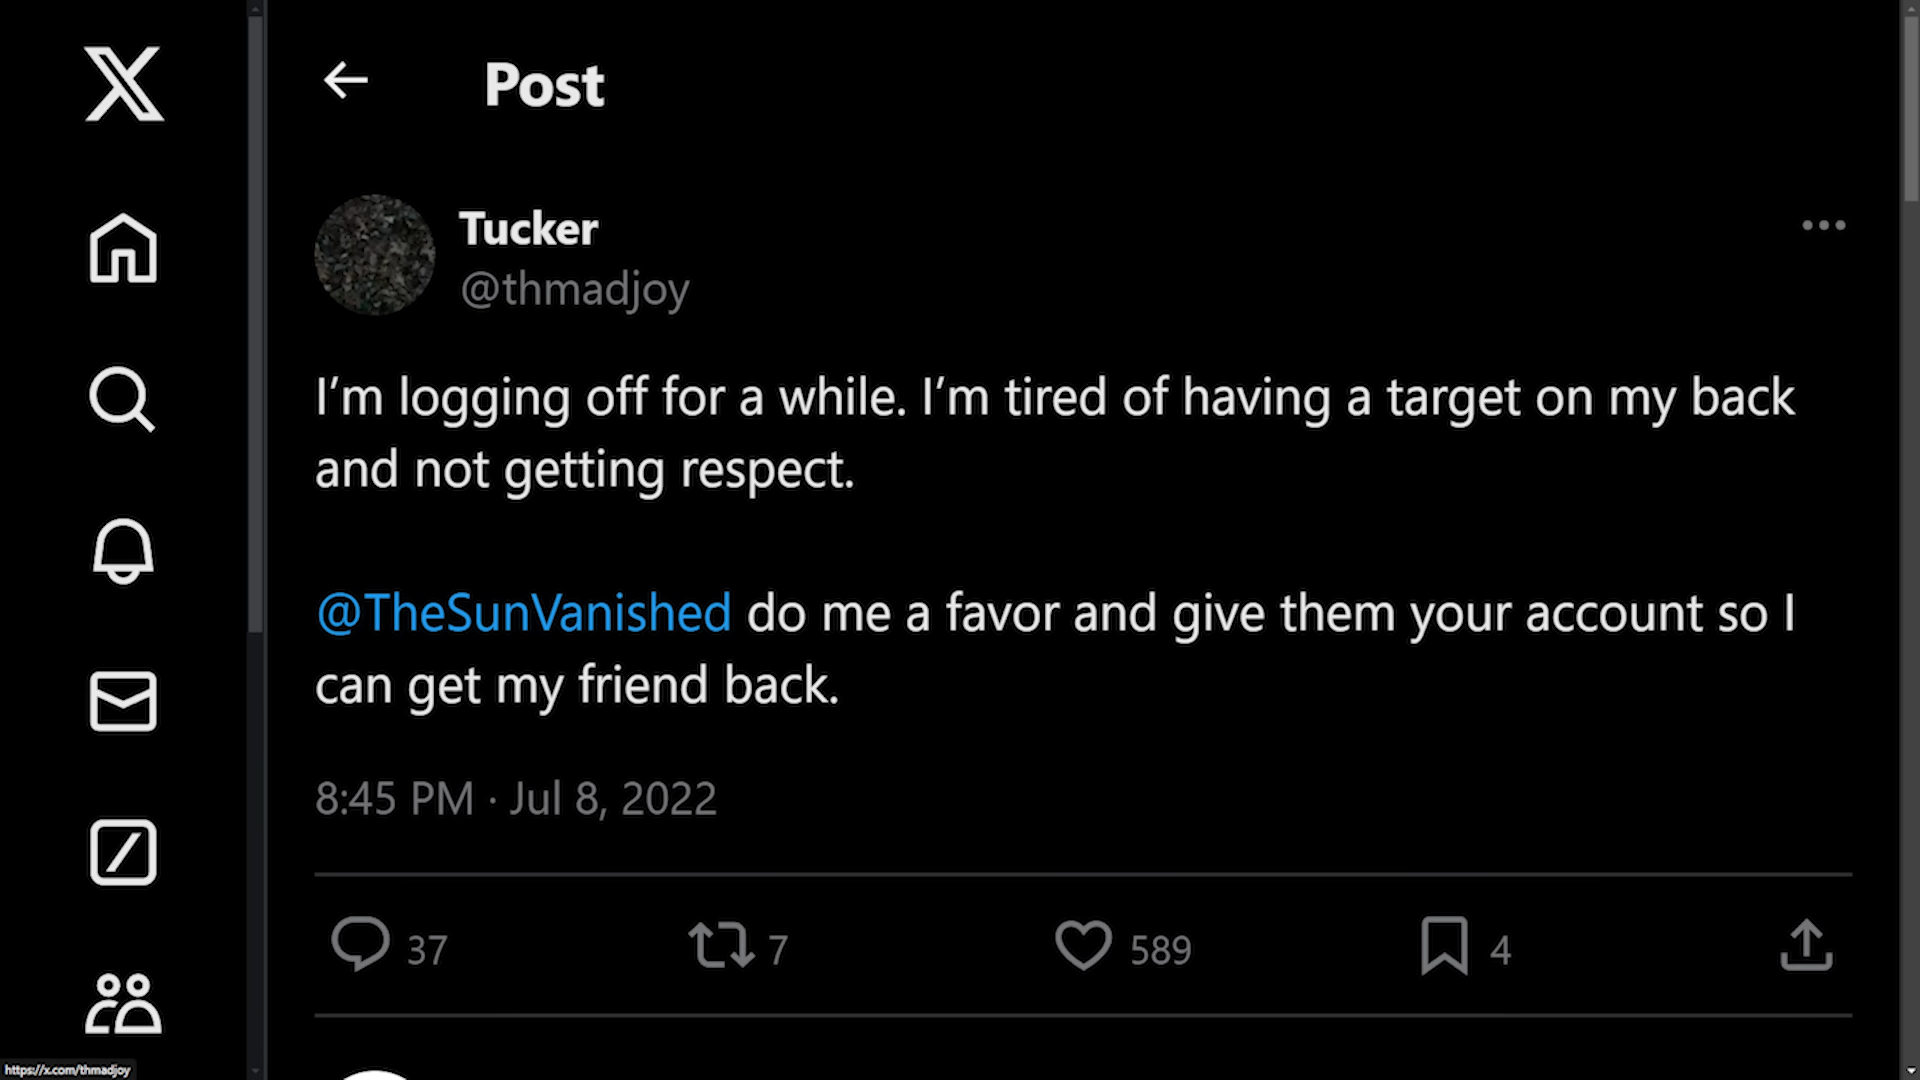 Post
Tucker
@thmadjoy
I’m logging off for a while. I’m tired of having a target on my back
and not getting respect.
@TheSunVanished do me a favor and give them your account so I
can get my friend back.
8:45 PM · Jul 8, 2022
37 7 589 4
https://x.com/thmadjoy